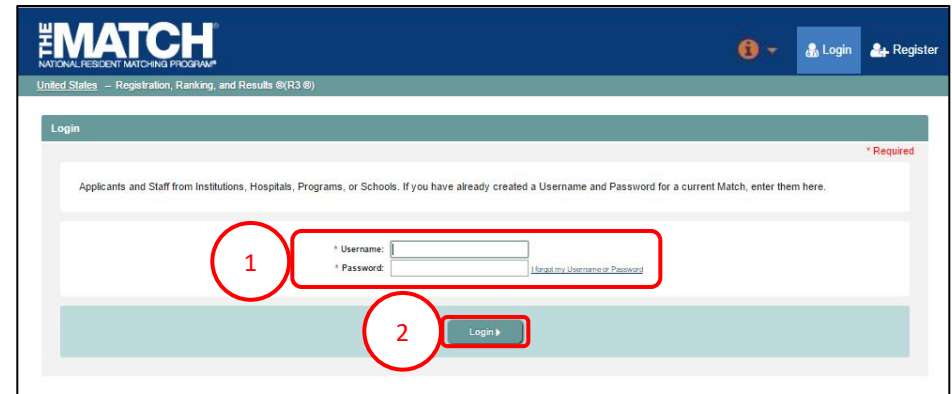 THE MATCH®
NATIONAL RESIDENT MATCHING PROGRAM®
i
Login
Register
United States – Registration, Ranking, and Results ®(R3 ®)
Login
* Required
Applicants and Staff from Institutions, Hospitals, Programs, or Schools. If you have already created a Username and Password for a current Match, enter them here.
1
* Username:
* Password:
I forgot my Username or Password
2
Login